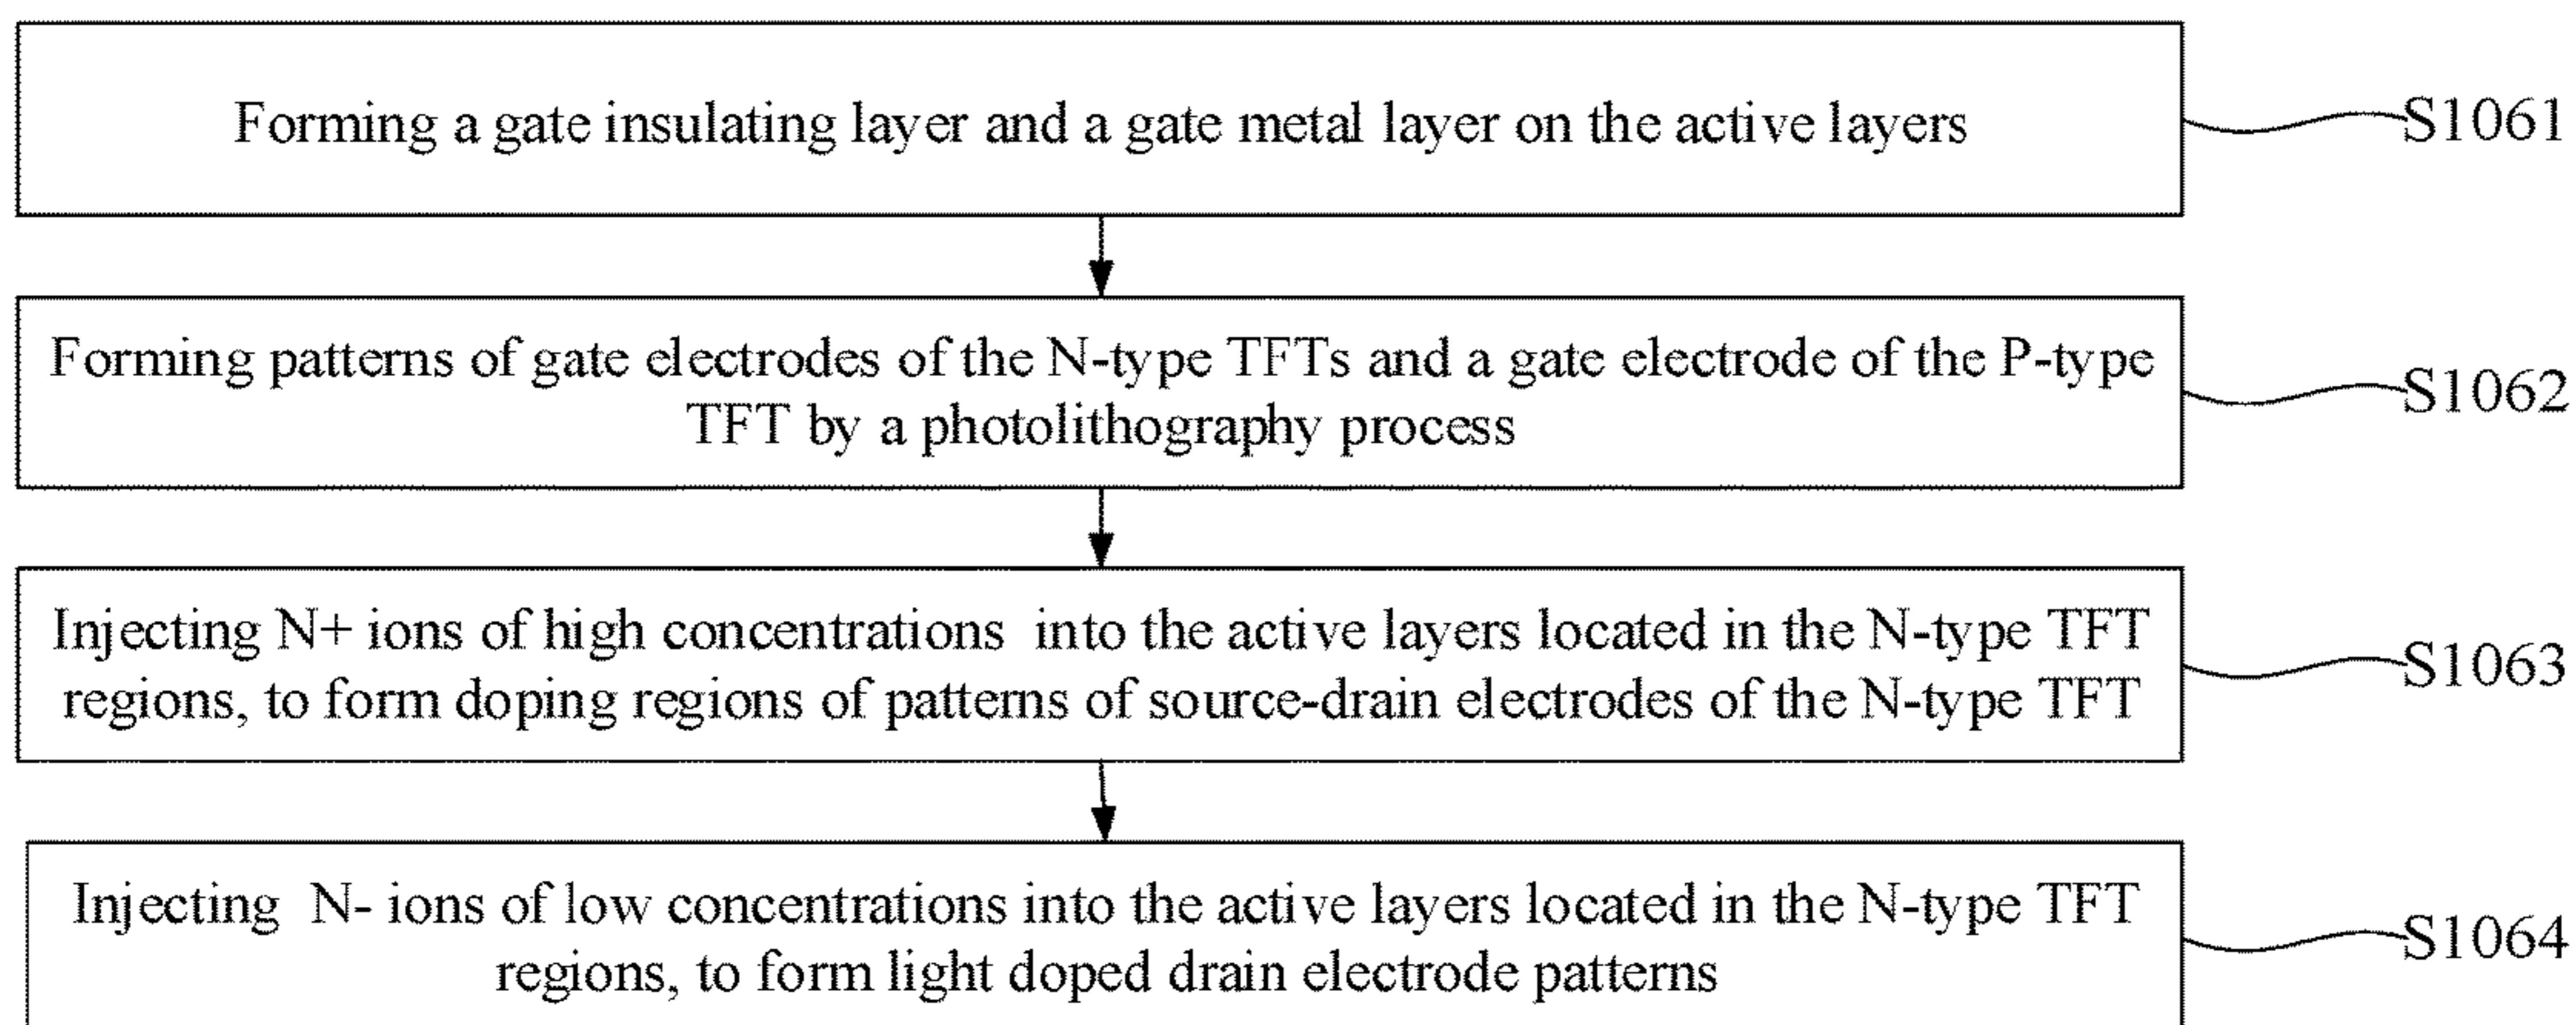 Forming a gate insulating layer and a gate metal layer on the active layers
S1061
Forming patterns of gate electrodes of the N-type TFTs and a gate electrode of the P-type
TFT by a photolithography process
S1062
Injecting N+ ions of high concentrations into the active layers located in the N-type TFT
regions, to form doping regions of patterns of source-drain electrodes of the N-type TFT
S1063
Injecting N- ions of low concentrations into the active layers located in the N-type TFT
regions, to form light doped drain electrode patterns
S1064